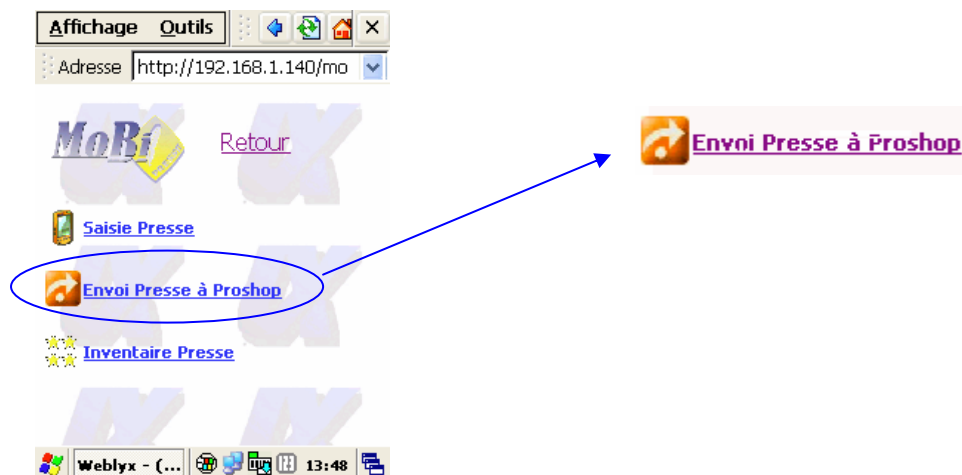 Affichage Outils
Adresse http://192.168.1.140/mo
MoBi Retour
Saisie Presse
Envoi Presse à Proshop
Inventaire Presse
Weblyx - (... 13:48
Envoi Presse à Proshop